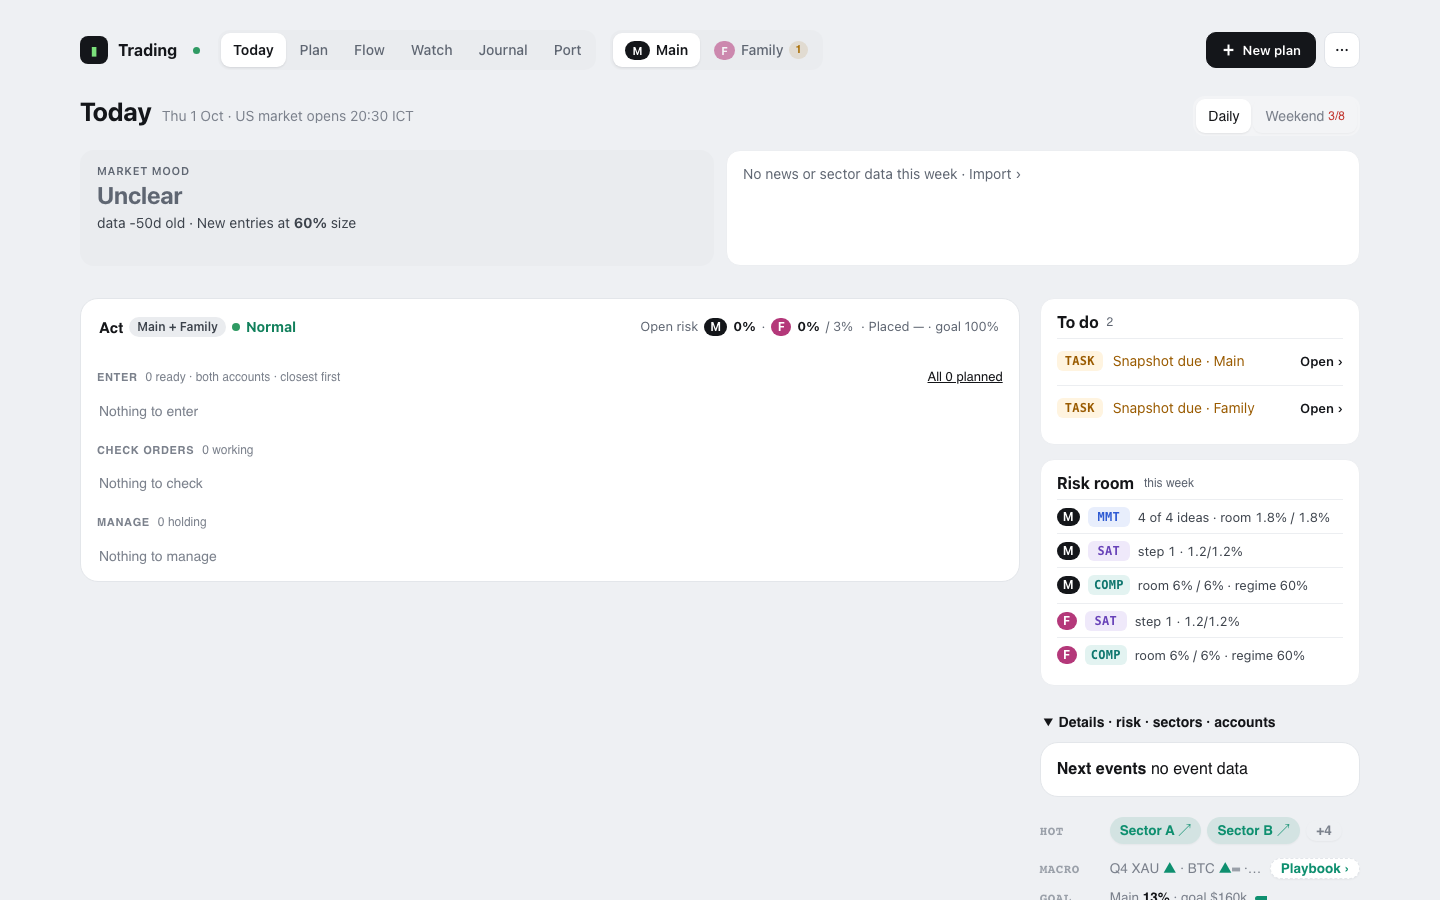 Trading Today Plan Flow Watch Journal Port M Main F Family 1 + New plan ...
Today Thu 1 Oct · US market opens 20:30 ICT Daily Weekend 3/8
MARKET MOOD
Unclear
data -50d old · New entries at 60% size
No news or sector data this week · Import ›
Act Main + Family Normal Open risk M 0% · F 0% / 3% · Placed — · goal 100%
ENTER 0 ready · both accounts · closest first All 0 planned
Nothing to enter
CHECK ORDERS 0 working
Nothing to check
MANAGE 0 holding
Nothing to manage
To do 2
TASK Snapshot due · Main Open ›
TASK Snapshot due · Family Open ›
Risk room this week
M MMT 4 of 4 ideas · room 1.8% / 1.8%
M SAT step 1 · 1.2/1.2%
M COMP room 6% / 6% · regime 60%
F SAT step 1 · 1.2/1.2%
F COMP room 6% / 6% · regime 60%
▼ Details · risk · sectors · accounts
Next events no event data
HOT Sector A ↗ Sector B ↗ +4
MACRO Q4 XAU ▲ · BTC ▲= ·... Playbook ›
GOAL Main 13% · goal $160k